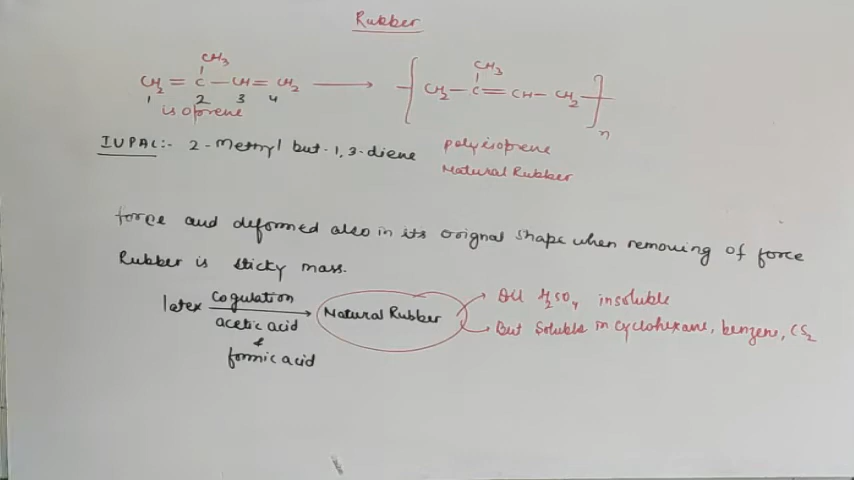 Rubber
CH3 CH3
CH2 = C - CH = CH2 → [ CH2 - C = CH - CH2 ]n
1 2 3 4
isoprene
IUPAC:- 2-Methyl but-1,3-diene polyisoprene
Natural Rubber
force and deformed also in its orignal shape when removing of force
Rubber is sticky mass.
latex Cogulation → Natural Rubber → Dil H2SO4 insoluble
acetic acid → But Soluble in cyclohexane, benzene, CS2
&
formic acid